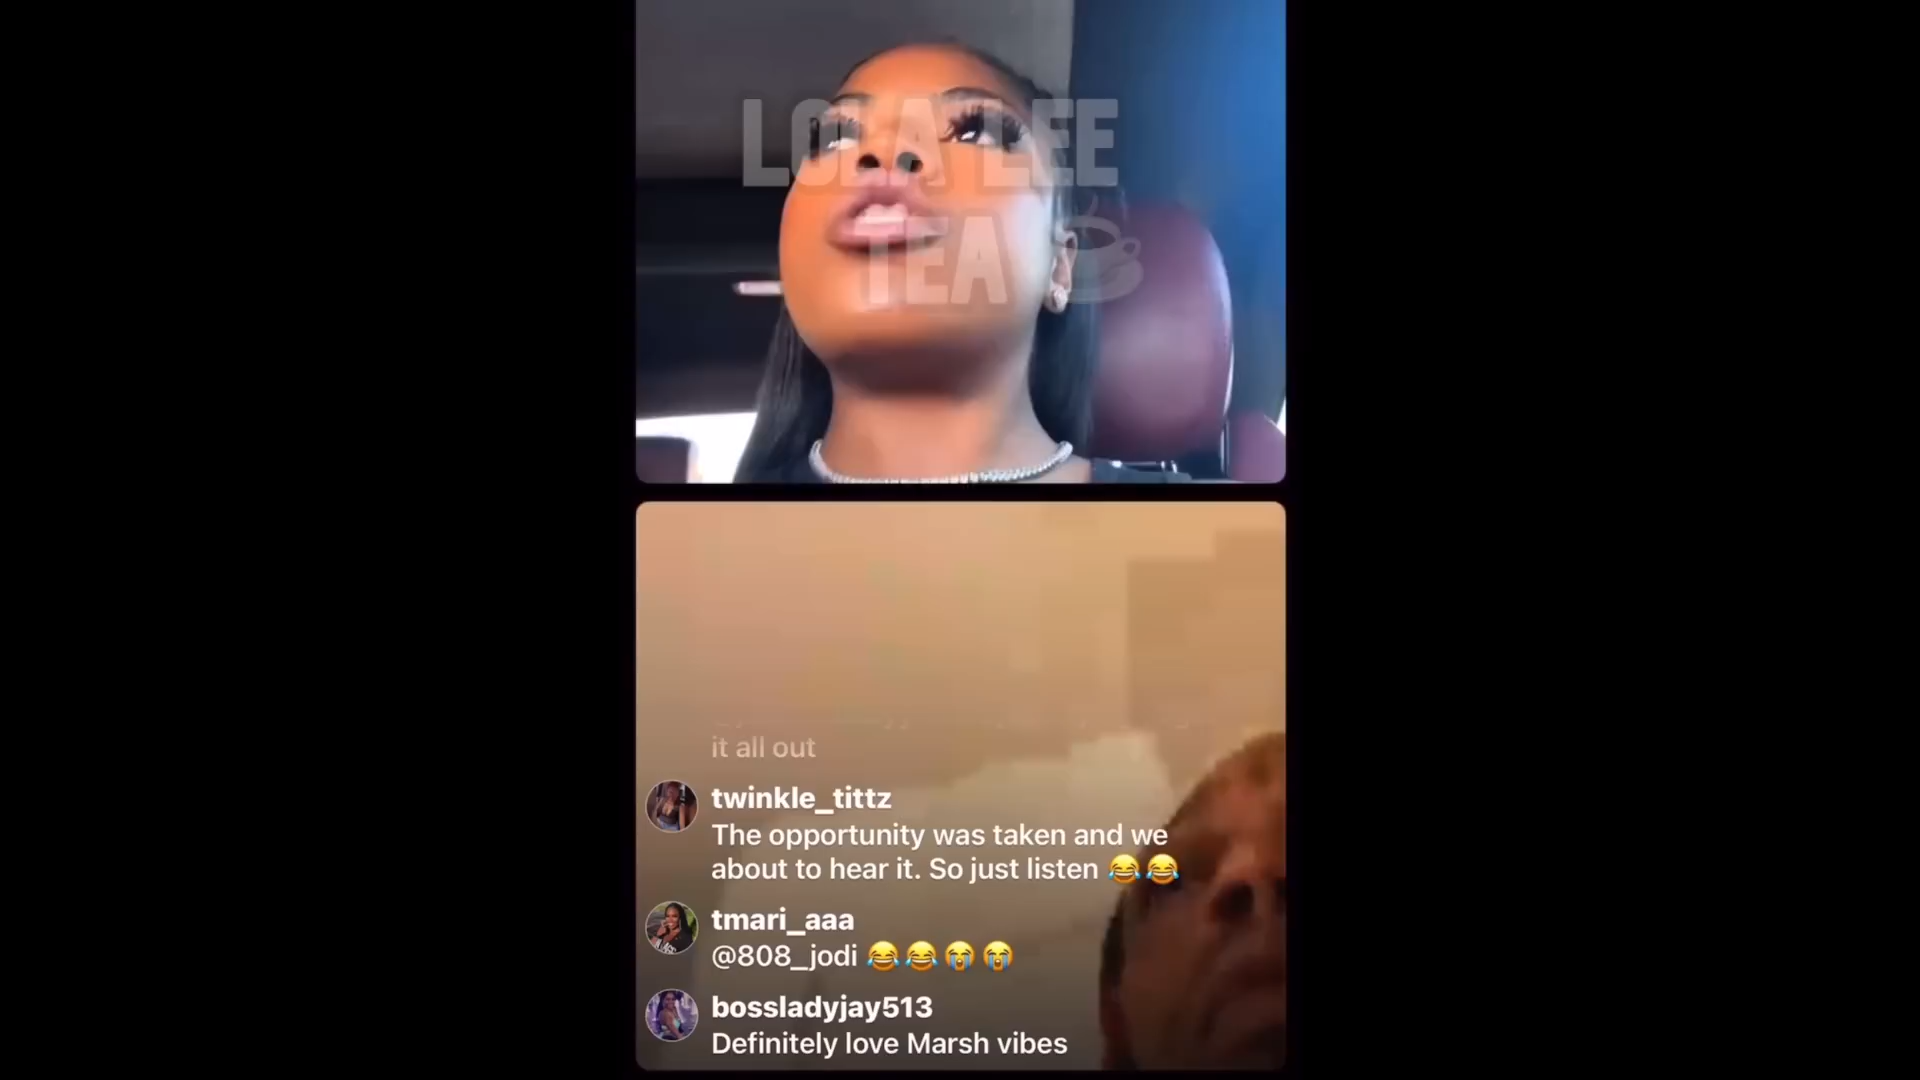 LOLA LEE
TEA
it all out
twinkle_tittz
The opportunity was taken and we
about to hear it. So just listen 😂😂
tmari_aaa
@808_jodi 😂😂😭😭
bossladyjay513
Definitely love Marsh vibes